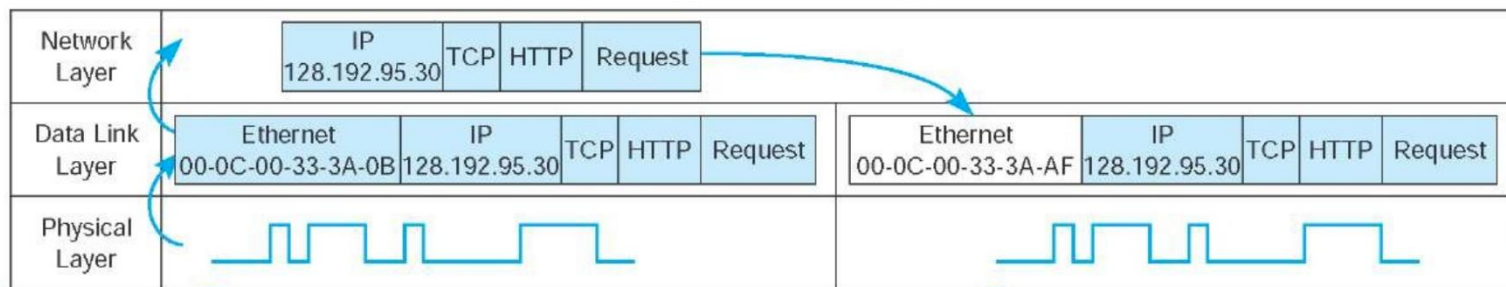 Network
Layer
IP
128.192.95.30
TCP
HTTP
Request
Data Link
Layer
Ethernet
00-0C-00-33-3A-0B
IP
128.192.95.30
TCP
HTTP
Request
Ethernet
00-0C-00-33-3A-AF
IP
128.192.95.30
TCP
HTTP
Request
Physical
Layer